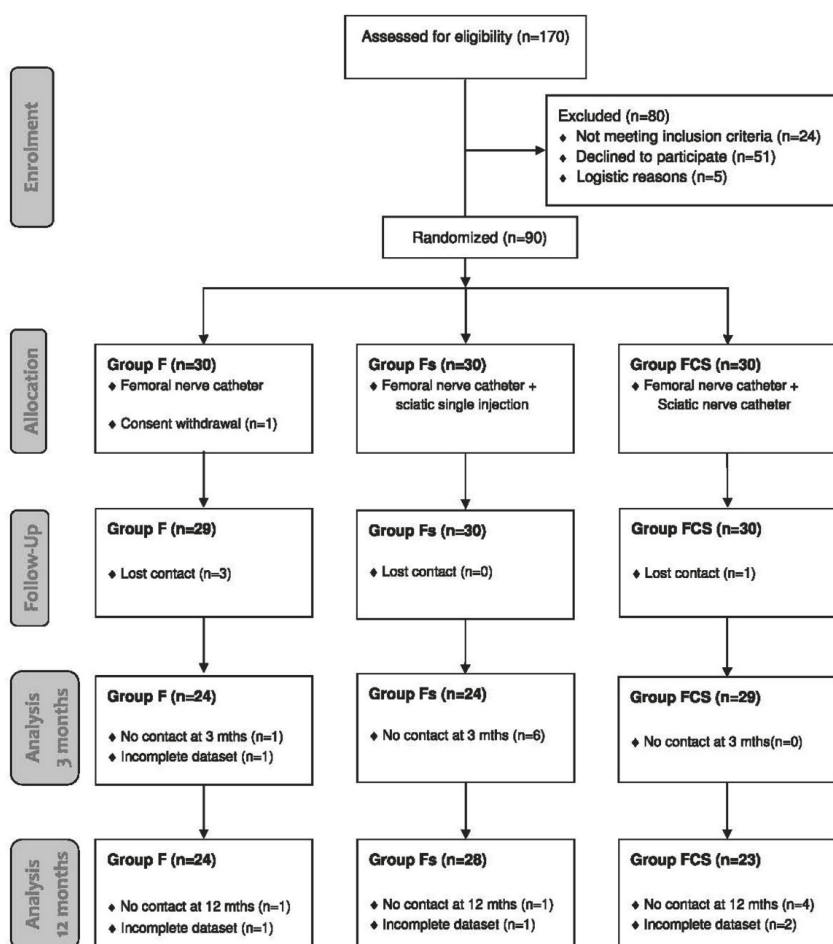 Assessed for eligibility (n=170)
Enrolment
Excluded (n=80)
♦ Not meeting inclusion criteria (n=24)
♦ Declined to participate (n=51)
♦ Logistic reasons (n=5)
Randomized (n=90)
Allocation
Group F (n=30)
♦ Femoral nerve catheter
♦ Consent withdrawal (n=1)
Group Fs (n=30)
♦ Femoral nerve catheter +
sciatic single injection
Group FCS (n=30)
♦ Femoral nerve catheter +
Sciatic nerve catheter
Follow-Up
Group F (n=29)
♦ Lost contact (n=3)
Group Fs (n=30)
♦ Lost contact (n=0)
Group FCS (n=30)
♦ Lost contact (n=1)
Analysis
3 months
Group F (n=24)
♦ No contact at 3 mths (n=1)
♦ Incomplete dataset (n=1)
Group Fs (n=24)
♦ No contact at 3 mths (n=6)
Group FCS (n=29)
♦ No contact at 3 mths(n=0)
Analysis
12 months
Group F (n=24)
♦ No contact at 12 mths (n=1)
♦ Incomplete dataset (n=1)
Group Fs (n=28)
♦ No contact at 12 mths (n=1)
♦ Incomplete dataset (n=1)
Group FCS (n=23)
♦ No contact at 12 mths (n=4)
♦ Incomplete dataset (n=2)